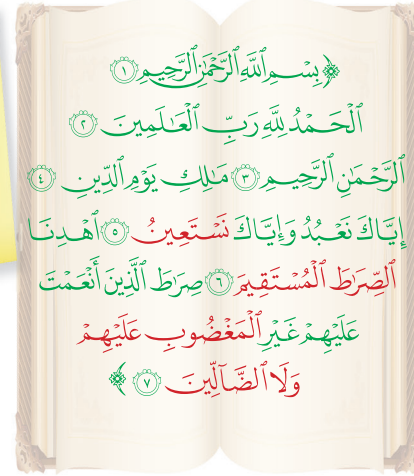 ﴿بِسْمِ ٱللَّهِ ٱلرَّحْمَٰنِ ٱلرَّحِيمِ ١
ٱلْحَمْدُ لِلَّهِ رَبِّ ٱلْعَٰلَمِينَ ٢
ٱلرَّحْمَٰنِ ٱلرَّحِيمِ ٣ مَٰلِكِ يَوْمِ ٱلدِّينِ ٤
إِيَّاكَ نَعْبُدُ وَإِيَّاكَ نَسْتَعِينُ ٥ ٱهْدِنَا
ٱلصِّرَٰطَ ٱلْمُسْتَقِيمَ ٦ صِرَٰطَ ٱلَّذِينَ أَنْعَمْتَ
عَلَيْهِمْ غَيْرِ ٱلْمَغْضُوبِ عَلَيْهِمْ
وَلَا ٱلضَّآلِّينَ ٧ ﴾